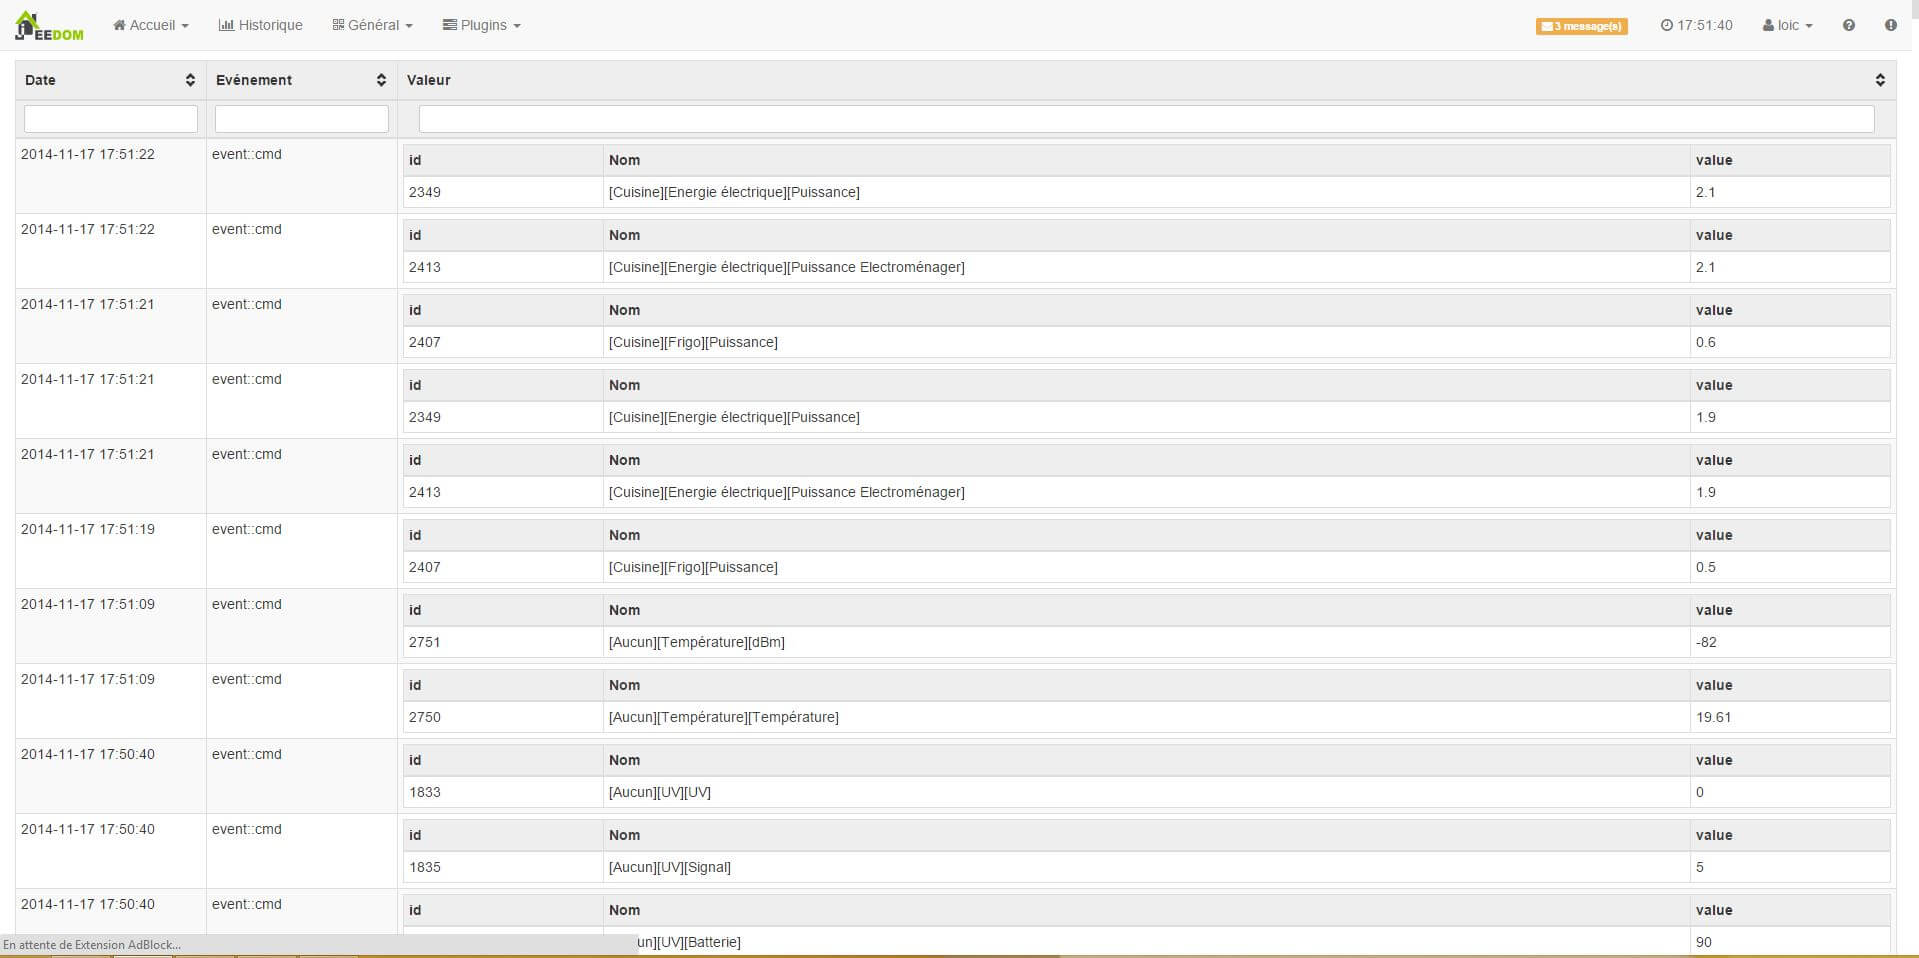 JEEDOM Accueil Historique Général Plugins 3 message(s) 17:51:40 loic
Date Evénement Valeur
2014-11-17 17:51:22 event::cmd id Nom value
2349 [Cuisine][Energie électrique][Puissance] 2.1
2014-11-17 17:51:22 event::cmd id Nom value
2413 [Cuisine][Energie électrique][Puissance Electroménager] 2.1
2014-11-17 17:51:21 event::cmd id Nom value
2407 [Cuisine][Frigo][Puissance] 0.6
2014-11-17 17:51:21 event::cmd id Nom value
2349 [Cuisine][Energie électrique][Puissance] 1.9
2014-11-17 17:51:21 event::cmd id Nom value
2413 [Cuisine][Energie électrique][Puissance Electroménager] 1.9
2014-11-17 17:51:19 event::cmd id Nom value
2407 [Cuisine][Frigo][Puissance] 0.5
2014-11-17 17:51:09 event::cmd id Nom value
2751 [Aucun][Température][dBm] -82
2014-11-17 17:51:09 event::cmd id Nom value
2750 [Aucun][Température][Température] 19.61
2014-11-17 17:50:40 event::cmd id Nom value
1833 [Aucun][UV][UV] 0
2014-11-17 17:50:40 event::cmd id Nom value
1835 [Aucun][UV][Signal] 5
2014-11-17 17:50:40 event::cmd id Nom value
En attente de Extension AdBlock... un][UV][Batterie] 90